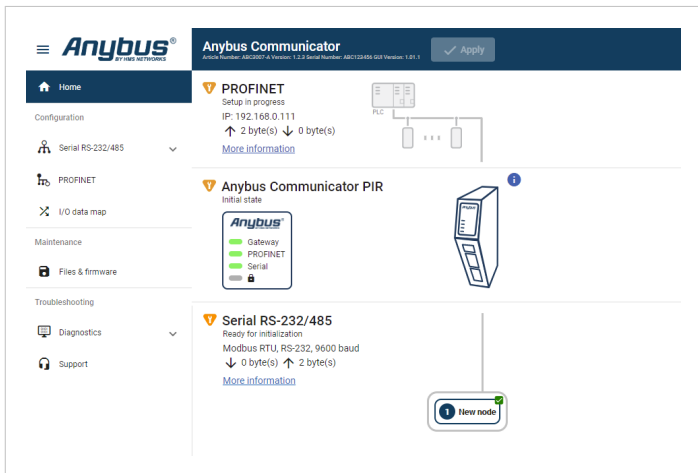 Anybus®
BY HMS NETWORKS
Anybus Communicator
Article Number: ABC3007-A Version: 1.2.3 Serial Number: ABC123456 GUI Version: 1.01.1
Apply
Home
Configuration
Serial RS-232/485
PROFINET
I/O data map
Maintenance
Files & firmware
Troubleshooting
Diagnostics
Support
PROFINET
Setup in progress
IP: 192.168.0.111
2 byte(s) 0 byte(s)
More information
PLC
Anybus Communicator PIR
Initial state
Anybus®
Gateway
PROFINET
Serial
Anybus
Serial RS-232/485
Ready for initialization
Modbus RTU, RS-232, 9600 baud
0 byte(s) 2 byte(s)
More information
1 New node